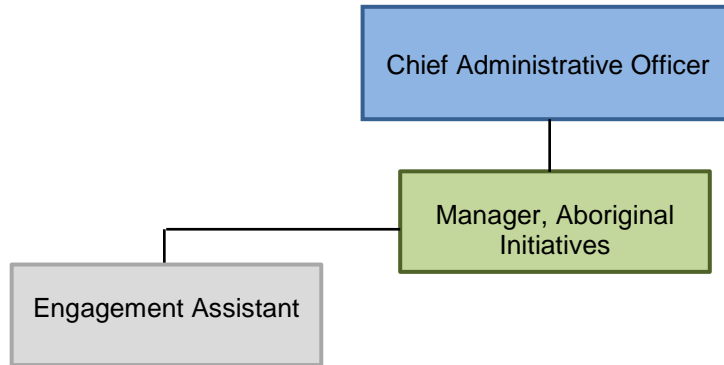 Chief Administrative Officer
Manager, Aboriginal
Initiatives
Engagement Assistant